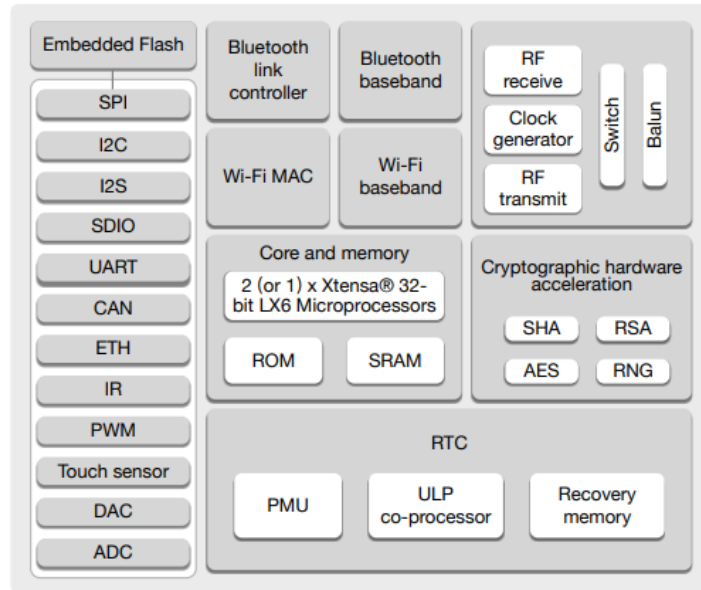 Embedded Flash
SPI
I2C
I2S
SDIO
UART
CAN
ETH
IR
PWM
Touch sensor
DAC
ADC
Bluetooth
link
controller
Bluetooth
baseband
Wi-Fi MAC
Wi-Fi
baseband
RF
receive
Clock
generator
RF
transmit
Switch
Balun
Core and memory
2 (or 1) x Xtensa® 32-
bit LX6 Microprocessors
ROM
SRAM
Cryptographic hardware
acceleration
SHA
RSA
AES
RNG
RTC
PMU
ULP
co-processor
Recovery
memory